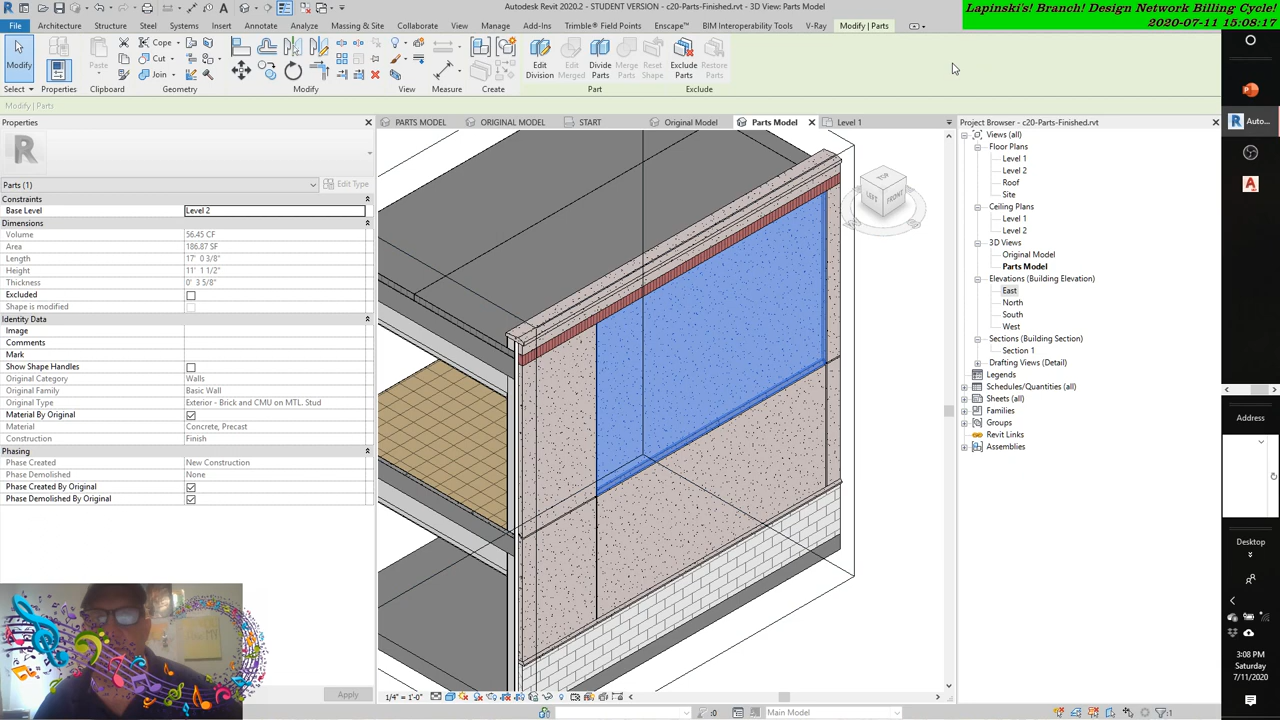 Autodesk Revit 2020.2 - STUDENT VERSION - c20-Parts-Finished.rvt - 3D View: Parts Model
Lapinski's! Branch! Design Network Billing Cycle!
2020-07-11 15:08:17
File Architecture Structure Steel Systems Insert Annotate Analyze Massing & Site Collaborate View Manage Add-Ins Trimble® Field Points Enscape™ BIM Interoperability Tools V-Ray Modify | Parts
Modify Properties Paste Cope Cut Join Edit Division Edit Merged Divide Parts Merge Parts Reset Shape Exclude Parts Restore Parts
Select Properties Clipboard Geometry Modify View Measure Create Part Exclude
Modify | Parts
Properties
PARTS MODEL ORIGINAL MODEL START Original Model Parts Model Level 1
Project Browser - c20-Parts-Finished.rvt
R
Parts (1) Edit Type
Constraints
Base Level Level 2
Dimensions
Volume 56.45 CF
Area 186.87 SF
Length 17' 0 3/8"
Height 11' 1 1/8"
Thickness 0' 3 5/8"
Excluded
Shape is modified
Identity Data
Image
Comments
Mark
Show Shape Handles
Original Category Walls
Original Family Basic Wall
Original Type Exterior - Brick and CMU on MTL. Stud
Material By Original
Material Concrete, Precast
Construction Finish
Phasing
Phase Created New Construction
Phase Demolished None
Phase Created By Original
Phase Demolished By Original
Apply
TOP
LEFT FRONT
Views (all)
Floor Plans
Level 1
Level 2
Roof
Site
Ceiling Plans
Level 1
Level 2
3D Views
Original Model
Parts Model
Elevations (Building Elevation)
East
North
South
West
Sections (Building Section)
Section 1
Drafting Views (Detail)
Legends
Schedules/Quantities (all)
Sheets (all)
Families
Groups
Revit Links
Assemblies
Auto...
Address
Desktop
3:08 PM
Saturday
7/11/2020
1/4" = 1'-0"
:0 Main Model :1